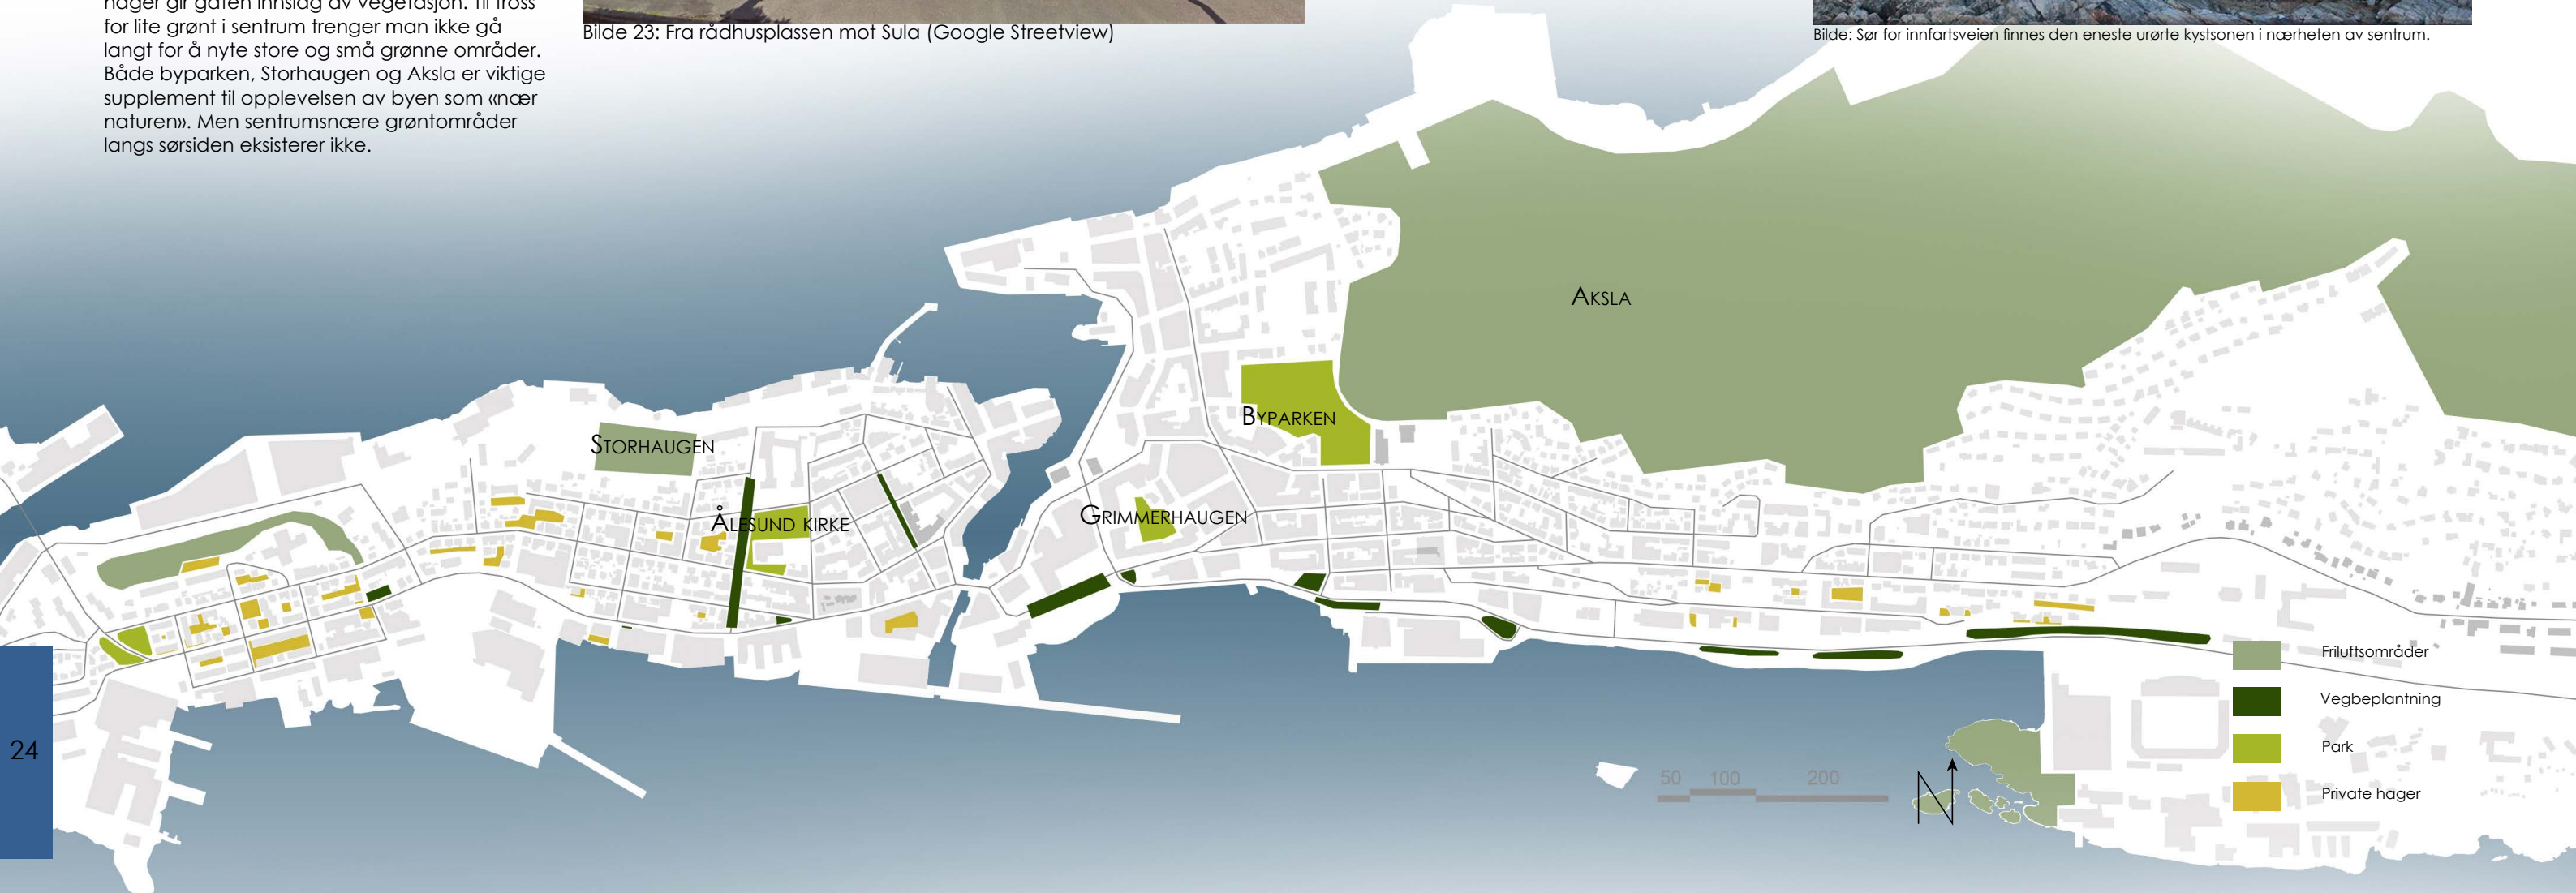 hager gir gaten innslag av vegetasjon. Til tross
for lite grønt i sentrum trenger man ikke gå
langt for å nyte store og små grønne områder.
Både byparken, Storhaugen og Aksla er viktige
supplement til opplevelsen av byen som «nær
naturen». Men sentrumsnære grøntområder
langs sørsiden eksisterer ikke.
Bilde 23: Fra rådhusplassen mot Sula (Google Streetview)
Bilde: Sør for innfartsveien finnes den eneste urørte kystsonen i nærheten av sentrum.
Aksla
Byparken
Storhaugen
Ålesund kirke
Grimmerhaugen
Friluftsområder
Vegbeplantning
Park
Private hager
50 100 200
N
24